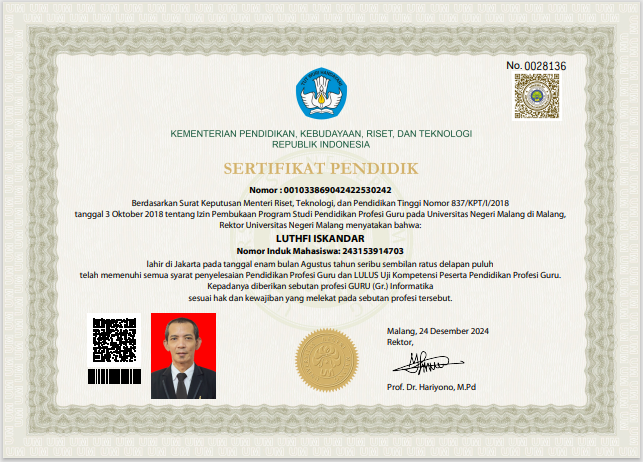 No. 0028136
KEMENTERIAN PENDIDIKAN, KEBUDAYAAN, RISET, DAN TEKNOLOGI
REPUBLIK INDONESIA
SERTIFIKAT PENDIDIK
Nomor : 001033869042422530242
Berdasarkan Surat Keputusan Menteri Riset, Teknologi, dan Pendidikan Tinggi Nomor 837/KPT/I/2018
tanggal 3 Oktober 2018 tentang Izin Pembukaan Program Studi Pendidikan Profesi Guru pada Universitas Negeri Malang di Malang,
Rektor Universitas Negeri Malang menyatakan bahwa:
LUTHFI ISKANDAR
Nomor Induk Mahasiswa: 243153914703
lahir di Jakarta pada tanggal enam bulan Agustus tahun seribu sembilan ratus delapan puluh
telah memenuhi semua syarat penyelesaian Pendidikan Profesi Guru dan LULUS Uji Kompetensi Peserta Pendidikan Profesi Guru.
Kepadanya diberikan sebutan profesi GURU (Gr.) Informatika
sesuai hak dan kewajiban yang melekat pada sebutan profesi tersebut.
Malang, 24 Desember 2024
Rektor,
Prof. Dr. Hariyono, M.Pd